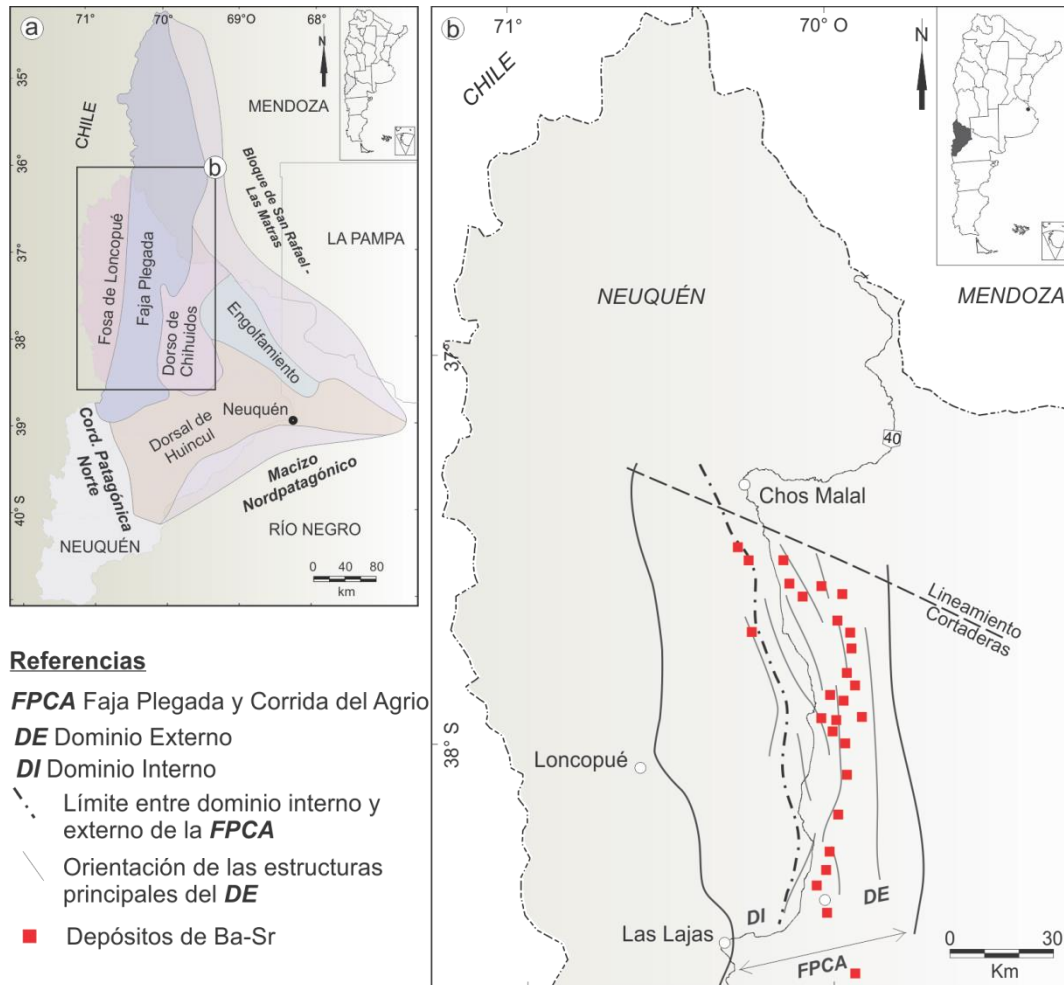 a
71°
70°
69°O
68°
35°
36°
37°
38°
39°
40° S
N
MENDOZA
CHILE
b
Bloque de San Rafael -
Las Matras
LA PAMPA
Fosa de Loncopué
Faja Plegada
Dorso de
Chihuidos
Engolfamiento
Neuquén
Dorsal de
Huincul
Cord. Patagónica
Norte
Macizo
Nordpatagónico
RÍO NEGRO
NEUQUÉN
0 40 80
km
Referencias
FPCA Faja Plegada y Corrida del Agrio
DE Dominio Externo
DI Dominio Interno
Límite entre dominio interno y
externo de la FPCA
Orientación de las estructuras
principales del DE
Depósitos de Ba-Sr
b
71°
70° O
CHILE
N
NEUQUÉN
MENDOZA
37°
40
Chos Malal
Lineamiento
Cortaderas
38° S
Loncopué
DI
DE
Las Lajas
FPCA
0 30
Km